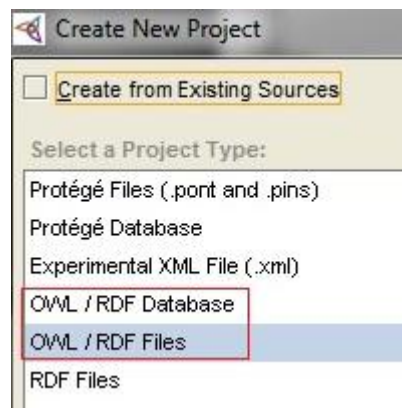 Create New Project
Create from Existing Sources
Select a Project Type:
Protégé Files (.pont and .pins)
Protégé Database
Experimental XML File (.xml)
OWL / RDF Database
OWL / RDF Files
RDF Files